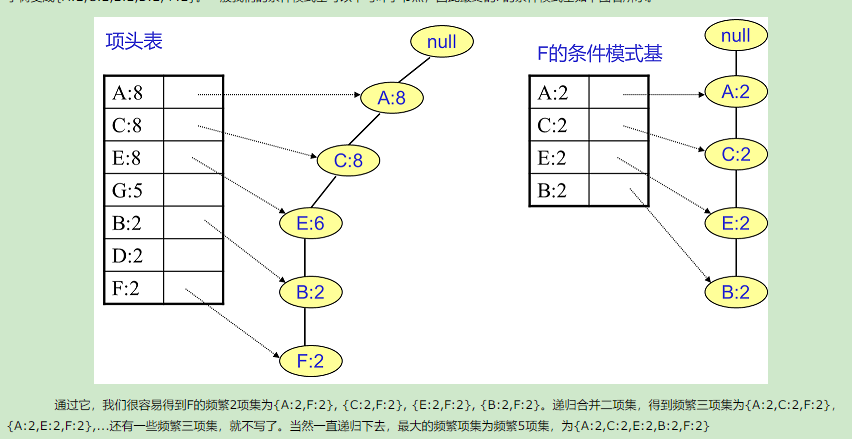 项头表
null
F的条件模式基
null
A:8
A:8
A:2
A:2
C:8
C:8
C:2
C:2
E:8
E:6
E:2
E:2
G:5
B:2
B:2
B:2
B:2
D:2
F:2
F:2
通过它，我们很容易得到F的频繁2项集为{A:2,F:2}, {C:2,F:2}, {E:2,F:2}, {B:2,F:2}。递归合并二项集，得到频繁三项集为{A:2,C:2,F:2}，
{A:2,E:2,F:2},...还有一些频繁三项集，就不写了。当然一直递归下去，最大的频繁项集为频繁5项集，为{A:2,C:2,E:2,B:2,F:2}